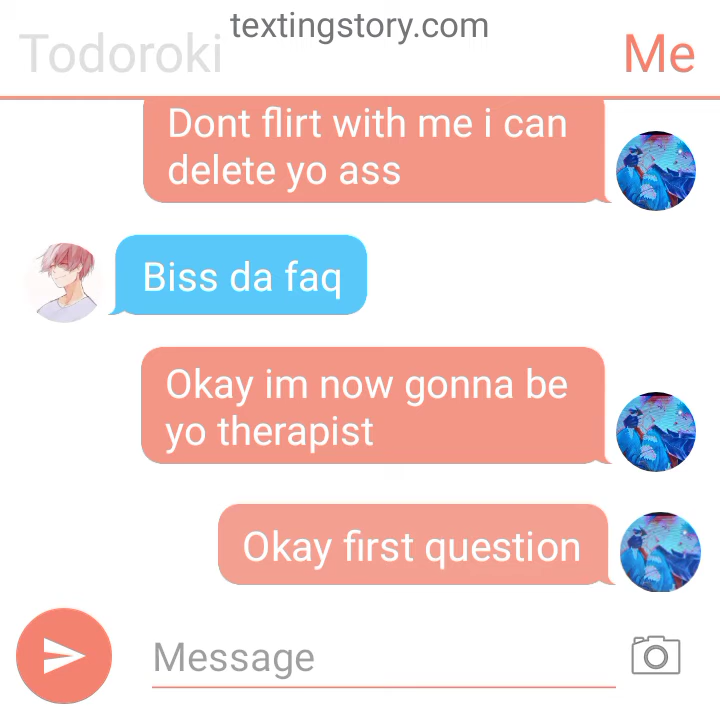 textingstory.com
Todoroki
Me
Dont flirt with me i can
delete yo ass
Biss da faq
Okay im now gonna be
yo therapist
Okay first question
Message